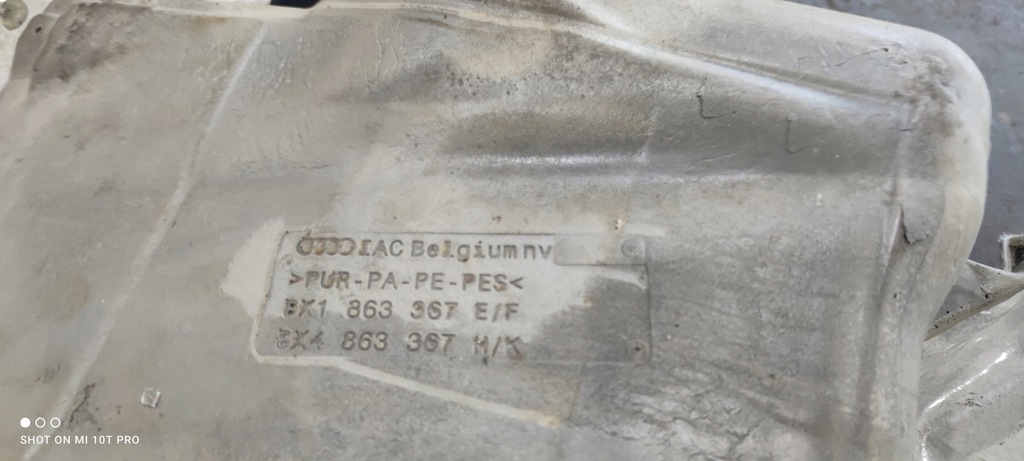 IAC Belgium nv
>PUR-PA-PE-PES<
8X1 863 367 E/F
8X4 863 367 H/K
SHOT ON MI 10T PRO